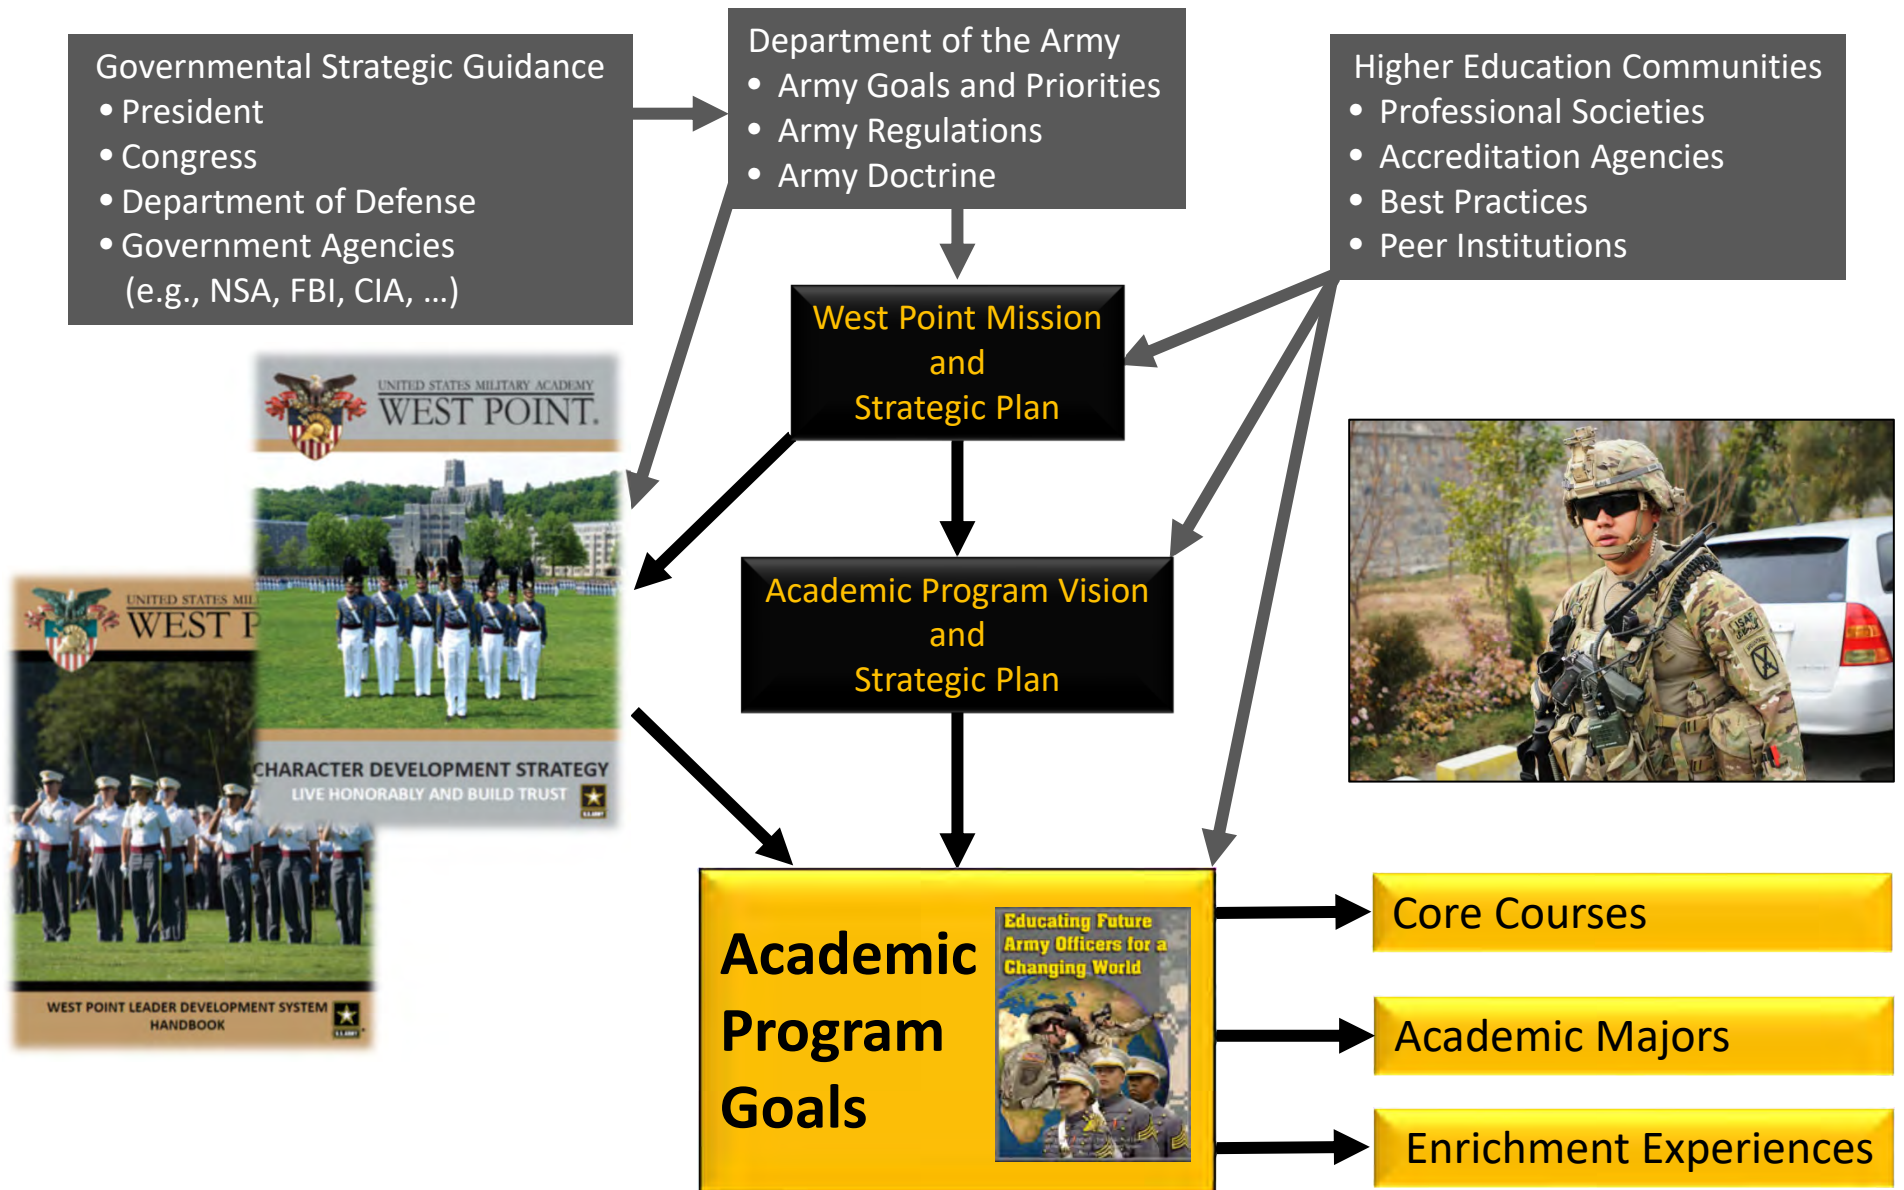 Governmental Strategic Guidance
• President
• Congress
• Department of Defense
• Government Agencies
(e.g., NSA, FBI, CIA, …)
Department of the Army
• Army Goals and Priorities
• Army Regulations
• Army Doctrine
Higher Education Communities
• Professional Societies
• Accreditation Agencies
• Best Practices
• Peer Institutions
West Point Mission
and
Strategic Plan
UNITED STATES MILITARY ACADEMY
WEST POINT.
CHARACTER DEVELOPMENT STRATEGY
LIVE HONORABLY AND BUILD TRUST
U.S. ARMY
UNITED STATES MIL
WEST P
WEST POINT LEADER DEVELOPMENT SYSTEM
HANDBOOK
U.S. ARMY
Academic Program Vision
and
Strategic Plan
ISAF
Academic
Program
Goals
Educating Future
Army Officers for a
Changing World
Core Courses
Academic Majors
Enrichment Experiences